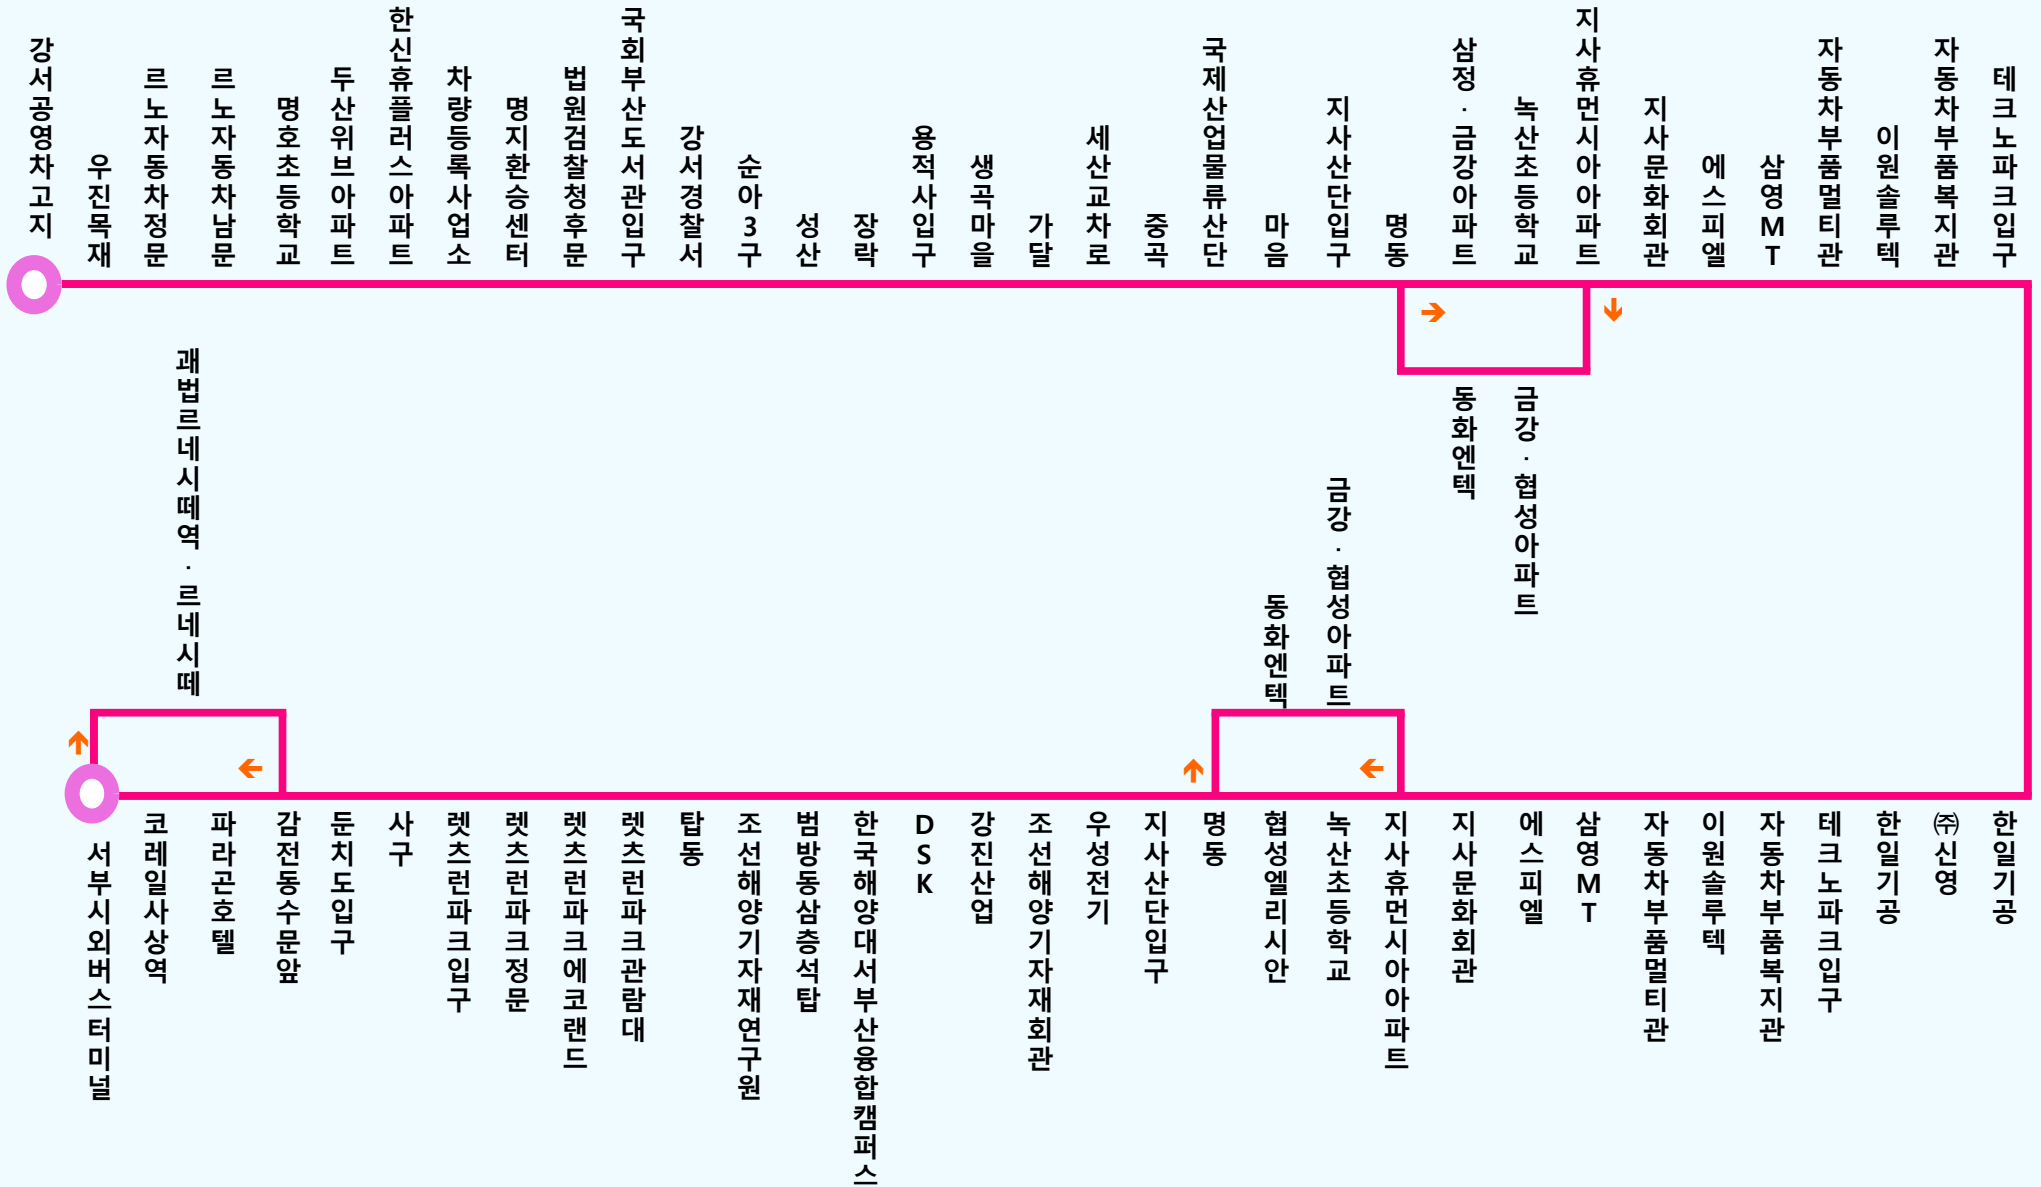 강서공영차고지
우진목재
르노자동차정문
르노자동차남문
명호초등학교
두산위브아파트
한신휴플러스아파트
차량등록사업소
명지환승센터
법원검찰청후문
국회부산도서관입구
강서경찰서
순아3구
성산
장락
용적사입구
생곡마을
가달
세산교차로
중곡
국제산업물류산단
마음
지사산단입구
명동
삼정·금강아파트
녹산초등학교
지사휴먼시아아파트
지사문화회관
에스피엘
삼영MT
자동차부품멀티관
이원솔루텍
자동차부품복지관
테크노파크입구
동화엔텍
금강·협성아파트
괘법르네시떼역·르네시떼
동화엔텍
금강·협성아파트
서부시외버스터미널
코레일사상역
파라곤호텔
감전동수문앞
둔치도입구
사구
렛츠런파크입구
렛츠런파크정문
렛츠런파크에코랜드
렛츠런파크관람대
탑동
조선해양기자재연구원
범방동삼층석탑
한국해양대서부산융합캠퍼스
DSK
강진산업
조선해양기자재회관
우성전기
지사산단입구
명동
협성엘리시안
녹산초등학교
지사휴먼시아아파트
지사문화회관
에스피엘
삼영MT
자동차부품멀티관
이원솔루텍
자동차부품복지관
테크노파크입구
한일기공
㈜신영
한일기공